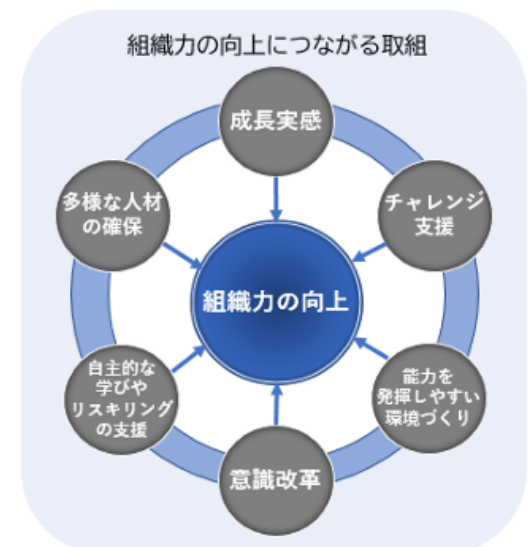 組織力の向上につながる取組
成長実感
チャレンジ
支援
能力を
発揮しやすい
環境づくり
意識改革
自主的な
学びや
リスキリング
の支援
多様な人材
の確保
組織力の向上